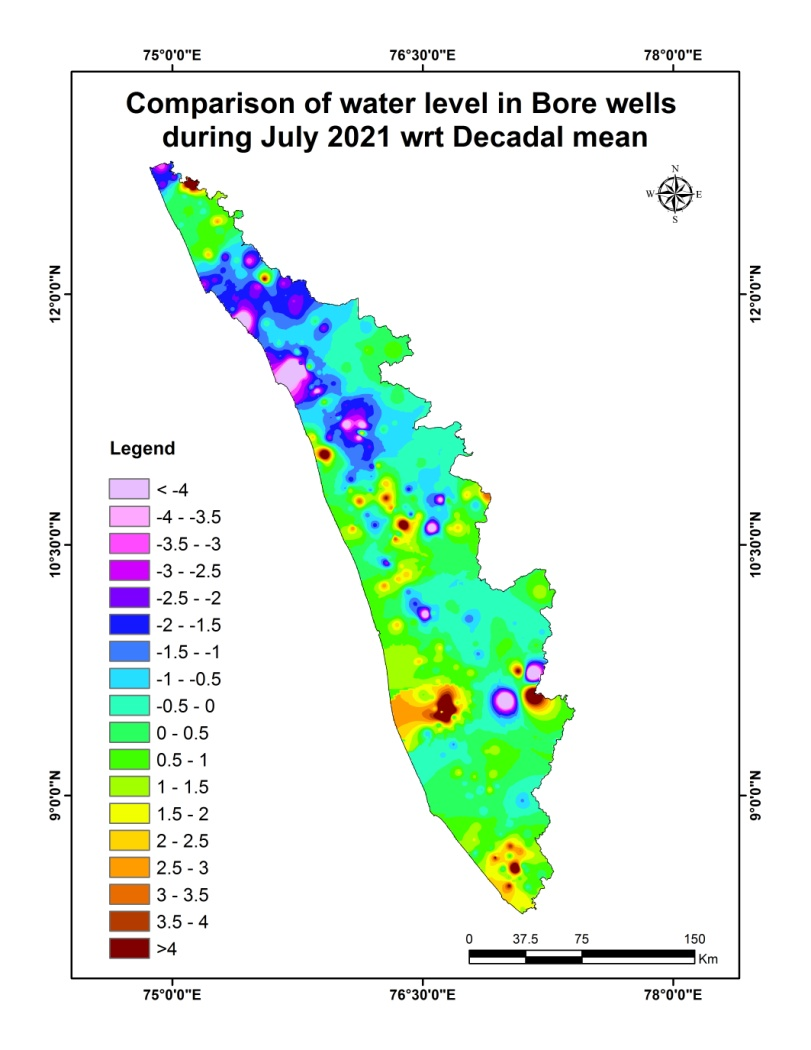 75°0'0"E 76°30'0"E 78°0'0"E
Comparison of water level in Bore wells
during July 2021 wrt Decadal mean
N
W E
S
12°0'0"N 12°0'0"N
Legend
< -4
-4 - -3.5
-3.5 - -3
-3 - -2.5
-2.5 - -2
-2 - -1.5
-1.5 - -1
-1 - -0.5
-0.5 - 0
0 - 0.5
0.5 - 1
1 - 1.5
1.5 - 2
2 - 2.5
2.5 - 3
3 - 3.5
3.5 - 4
>4
10°30'0"N 10°30'0"N
9°0'0"N 9°0'0"N
0 37.5 75 150
Km
75°0'0"E 76°30'0"E 78°0'0"E